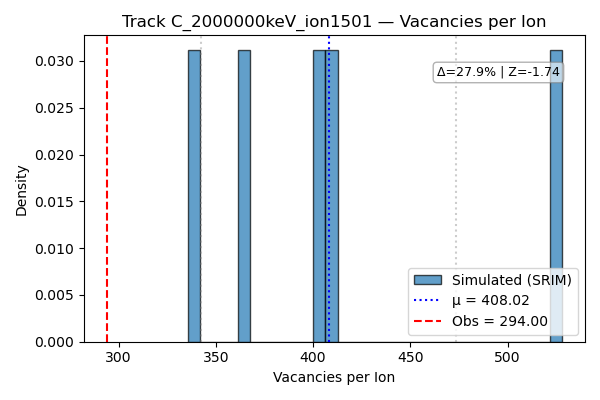 Track C_2000000keV_ion1501 — Vacancies per Ion
Density
0.030
0.025
0.020
0.015
0.010
0.005
0.000
Δ=27.9% | Z=-1.74
Simulated (SRIM)
μ = 408.02
Obs = 294.00
300
350
400
450
500
Vacancies per Ion